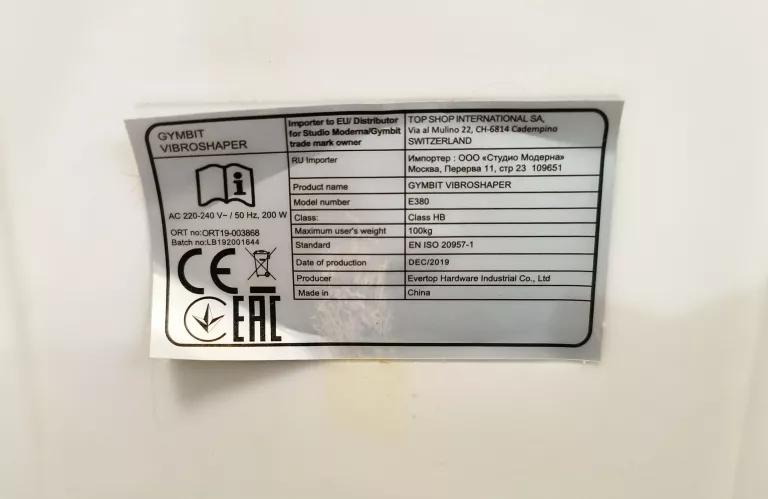 GYMBIT
VIBROSHAPER
AC 220-240 V~ / 50 Hz, 200 W
ORT no:ORT19-003868
Batch no:LB192001644
CE
EAC
Importer to EU/ Distributor
for Studio Moderna/Gymbit
trade mark owner
TOP SHOP INTERNATIONAL SA,
Via al Mulino 22, CH-6814 Cadempino
SWITZERLAND
RU Importer
Импортер : ООО «Студио Модерна»
Москва, Перерва 11, стр 23 109651
Product name
GYMBIT VIBROSHAPER
Model number
E380
Class:
Class HB
Maximum user's weight
100kg
Standard
EN ISO 20957-1
Date of production
DEC/2019
Producer
Evertop Hardware Industrial Co., Ltd
Made in
China